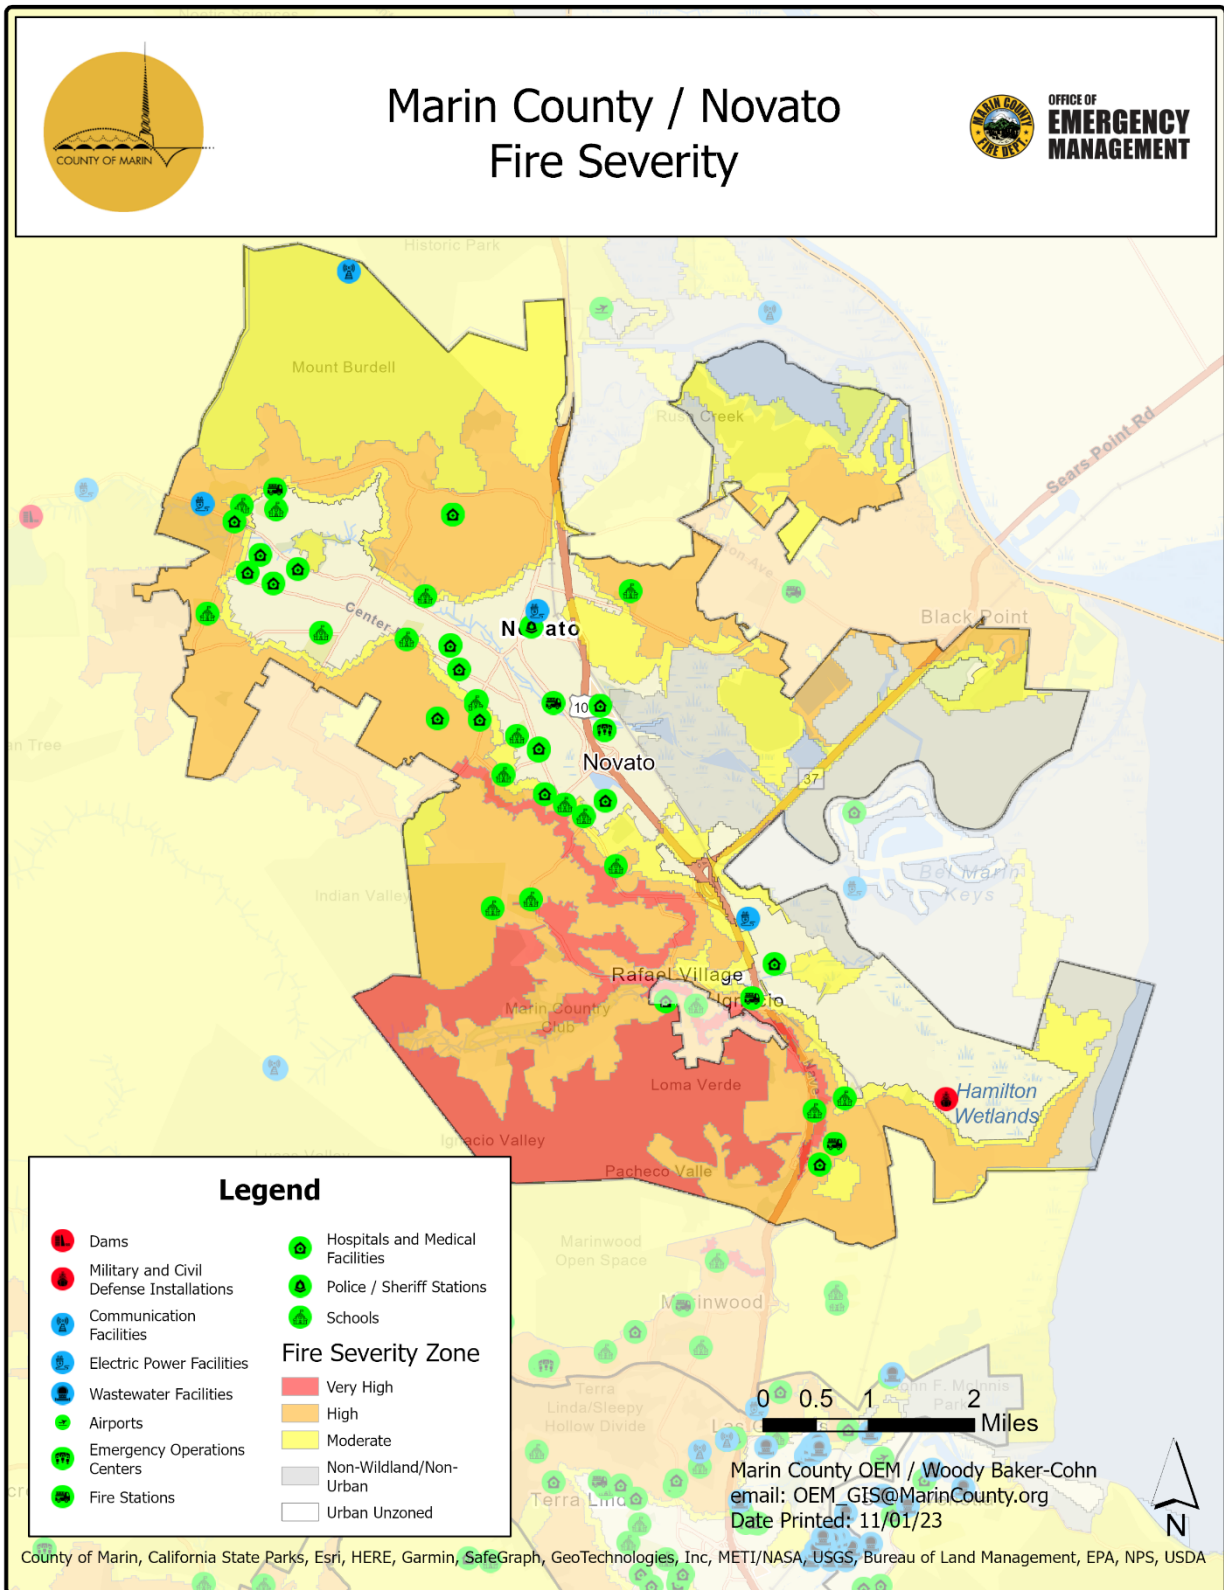 Marin County / Novato
Fire Severity
COUNTY OF MARIN
MARIN COUNTY
FIRE DEPT.
OFFICE OF
EMERGENCY
MANAGEMENT
Historic Park
Mount Burdell
Rush Creek
Sears Point Rd
Black Point
Center
Novato
10
Novato
37
Indian Valley
Bel Marin
Keys
Rafael Village
Ignacio
Marin Country
Club
Loma Verde
Hamilton
Wetlands
Ignacio Valley
Pacheco Valle
Marinwood
Open Space
Marinwood
Terra
Linda/Sleepy
Hollow Divide
John F. McInnis
Park
Legend
Dams
Military and Civil
Defense Installations
Communication
Facilities
Electric Power Facilities
Wastewater Facilities
Airports
Emergency Operations
Centers
Fire Stations
Hospitals and Medical
Facilities
Police / Sheriff Stations
Schools
Fire Severity Zone
Very High
High
Moderate
Non-Wildland/Non-
Urban
Urban Unzoned
0 0.5 1 2
Miles
Marin County OEM / Woody Baker-Cohn
email: OEM_GIS@MarinCounty.org
Date Printed: 11/01/23
N
County of Marin, California State Parks, Esri, HERE, Garmin, SafeGraph, GeoTechnologies, Inc, METI/NASA, USGS, Bureau of Land Management, EPA, NPS, USDA